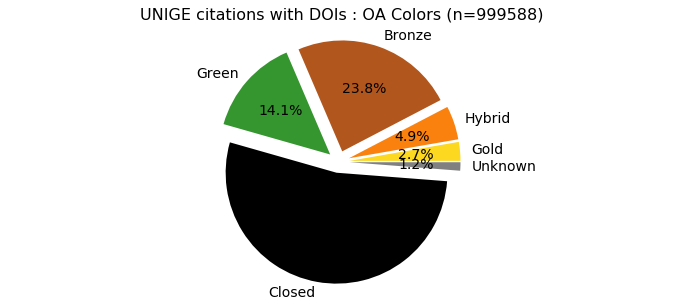 UNIGE citations with DOIs : OA Colors (n=999588)
Bronze
Green
23.8%
14.1%
Hybrid
4.9%
Gold
2.7%
Unknown
1.2%
Closed